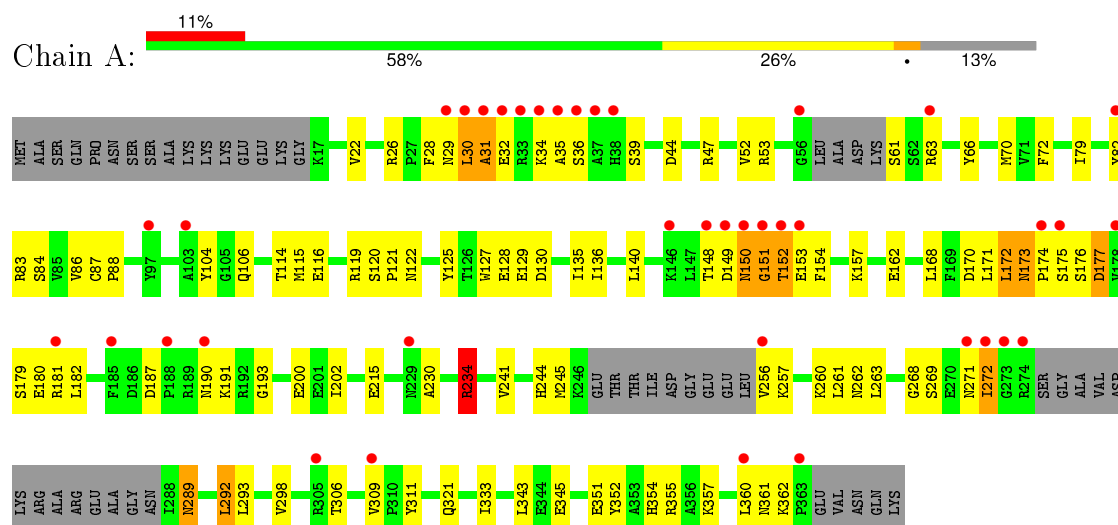 11%
Chain A:
58% 26% • 13%
MET ALA SER GLN PRO ASN SER SER ALA LYS LYS LYS GLU GLU LYS GLY K17 V22 R26 P27 F28 N29 L30 A31 E32 R33 K34 A35 S36 A37 H38 S39 D44 R47 V52 R53 G56 LEU ALA ASP LYS S61 S62 R63 Y66 M70 V71 F72 I79 Y82
R83 S84 V85 V86 C87 P88 Y97 A103 Y104 G105 Q106 T114 M115 E116 R119 S120 P121 N122 Y125 T126 W127 E128 E129 D130 I135 I136 L140 K146 L147 T148 D149 N150 G151 T152 E153 F154 K157 E162 L168 F169 D170 L171 L172 N173 P174 S175 S176 D177
S179 E180 R181 L182 F185 D186 D187 P188 R189 N190 K191 R192 G193 E200 E201 I202 E215 N229 A230 R234 V241 H244 M245 K246 GLU THR THR ILE ASP GLY GLU GLU LEU V256 K257 K260 L261 N262 L263 G268 S269 E270 N271 I272 G273 R274 SER GLY ALA VAL ASP
LYS ARG ALA ARG GLU ALA GLY ASN I288 N289 L292 L293 V298 R305 T306 V309 P310 Y311 Q321 I333 L343 E344 E345 E351 Y352 A353 H354 R355 A356 K357 L360 N361 K362 P363 GLU VAL ASN GLN LYS